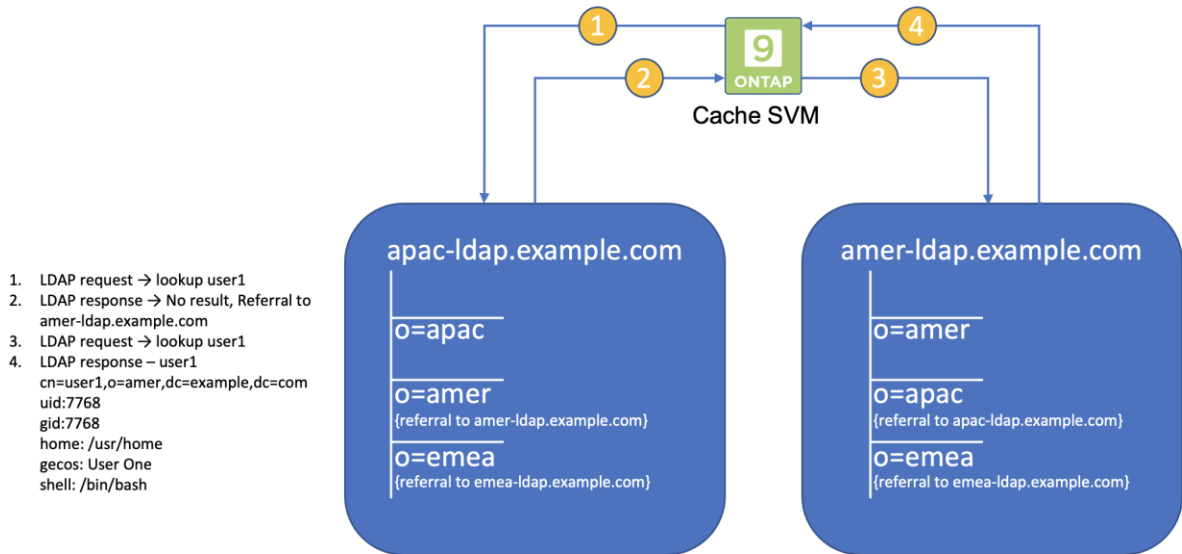 1
4
9
2
ONTAP
3
Cache SVM
apac-ldap.example.com
o=apac
o=amer
{referral to amer-ldap.example.com}
o=emea
{referral to emea-ldap.example.com}
amer-ldap.example.com
o=amer
o=apac
{referral to apac-ldap.example.com}
o=emea
{referral to emea-ldap.example.com}
1. LDAP request → lookup user1
2. LDAP response → No result, Referral to
amer-ldap.example.com
3. LDAP request → lookup user1
4. LDAP response – user1
cn=user1,o=amer,dc=example,dc=com
uid:7768
gid:7768
home: /usr/home
gecos: User One
shell: /bin/bash